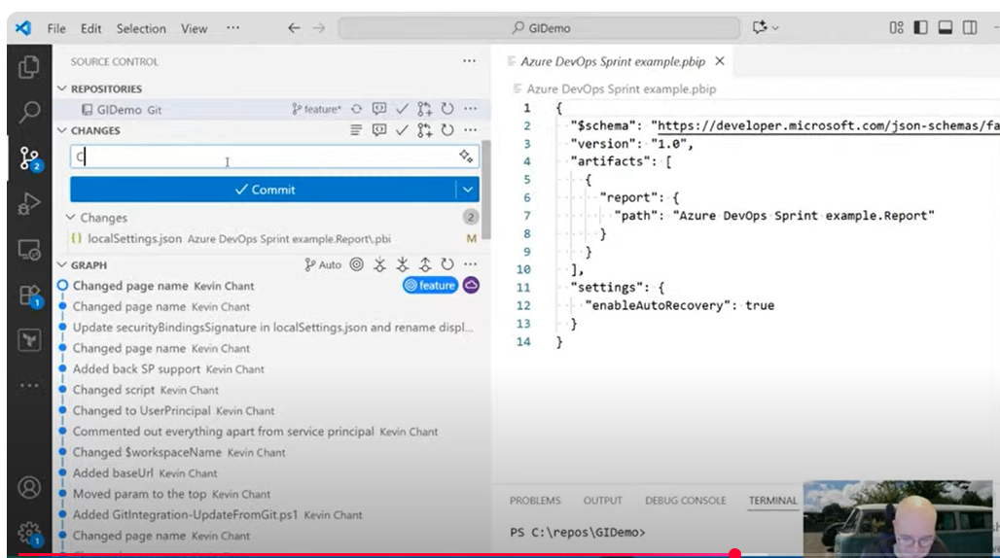 File Edit Selection View ··· GIDemo
SOURCE CONTROL ···
REPOSITORIES
GIDemo Git feature* ···
CHANGES ···
C
Commit
Changes 2
{} localSettings.json Azure DevOps Sprint example.Report\.pbi M
GRAPH Auto ···
Changed page name Kevin Chant feature
Changed page name Kevin Chant
Update securityBindingsSignature in localSettings.json and rename displ...
Changed page name Kevin Chant
Added back SP support Kevin Chant
Changed script Kevin Chant
Changed to UserPrincipal Kevin Chant
Commented out everything apart from service principal Kevin Chant
Changed $workspaceName Kevin Chant
Added baseUrl Kevin Chant
Moved param to the top Kevin Chant
Added GitIntegration-UpdateFromGit.ps1 Kevin Chant
Changed page name Kevin Chant
2
1
1
Azure DevOps Sprint example.pbip
Azure DevOps Sprint example.pbip
1 {
2 "$schema": "https://developer.microsoft.com/json-schemas/fa
3 "version": "1.0",
4 "artifacts": [
5 {
6 "report": {
7 "path": "Azure DevOps Sprint example.Report"
8 }
9 }
10 ],
11 "settings": {
12 "enableAutoRecovery": true
13 }
14 }
PROBLEMS OUTPUT DEBUG CONSOLE TERMINAL
PS C:\repos\GIDemo>